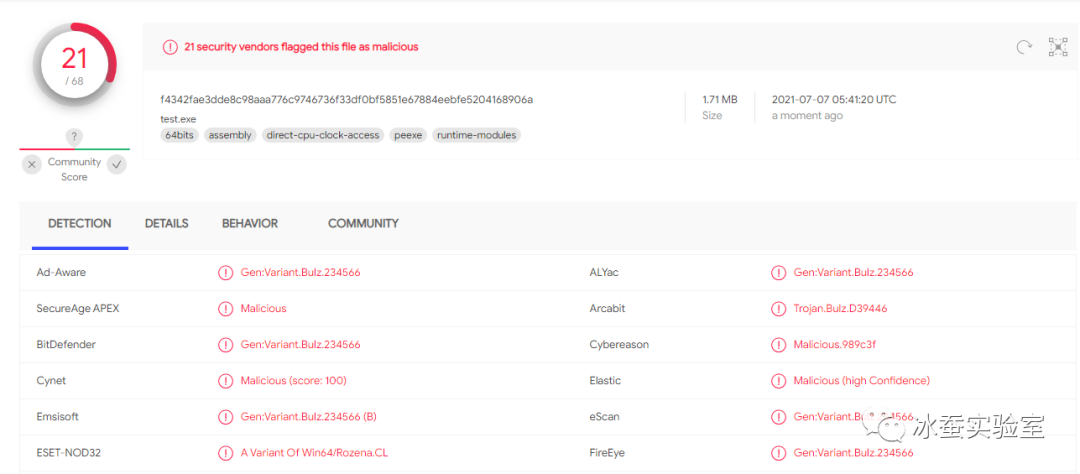 21
/ 68
?
Community
Score
21 security vendors flagged this file as malicious
f4342fae3dde8c98aaa776c9746736f33df0bf5851e67884eebfe5204168906a
test.exe
64bits assembly direct-cpu-clock-access peexe runtime-modules
1.71 MB
Size
2021-07-07 05:41:20 UTC
a moment ago
DETECTION DETAILS BEHAVIOR COMMUNITY
Ad-Aware Gen:Variant.Bulz.234566 ALYac Gen:Variant.Bulz.234566
SecureAge APEX Malicious Arcabit Trojan.Bulz.D39446
BitDefender Gen:Variant.Bulz.234566 Cybereason Malicious.989c3f
Cynet Malicious (score: 100) Elastic Malicious (high Confidence)
Emsisoft Gen:Variant.Bulz.234566 (B) eScan Gen:Variant.Bulz.234566
冰蚕实验室
ESET-NOD32 A Variant Of Win64/Rozena.CL FireEye Gen:Variant.Bulz.234566